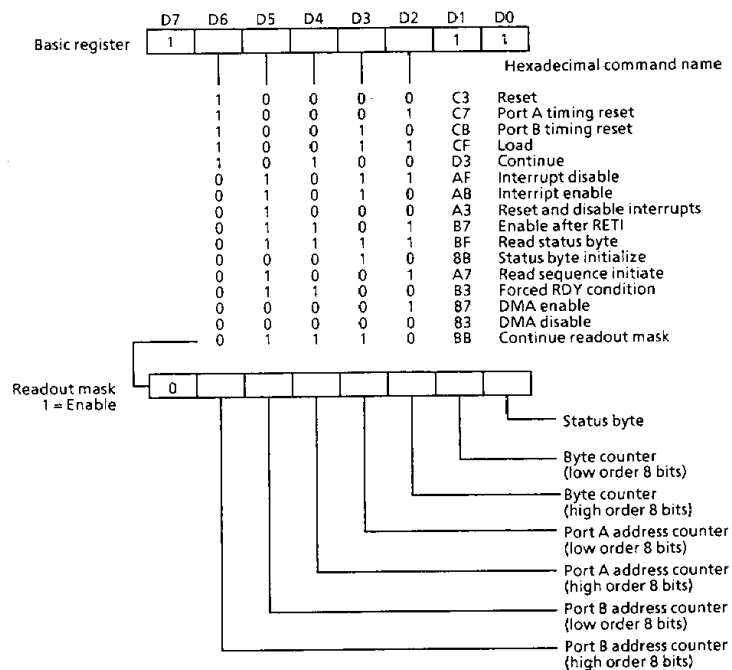 D7 D6 D5 D4 D3 D2 D1 D0
Basic register 1 1 1
Hexadecimal command name
1 0 0 0 0 C3 Reset
1 0 0 0 1 C7 Port A timing reset
1 0 0 1 0 CB Port B timing reset
1 0 0 1 1 CF Load
1 0 1 0 0 D3 Continue
0 1 0 1 1 AF Interrupt disable
0 1 0 1 0 AB Interript enable
0 1 0 0 0 A3 Reset and disable interrupts
0 1 1 0 1 B7 Enable after RETI
0 1 1 1 1 BF Read status byte
0 0 0 1 0 8B Status byte initialize
0 1 0 0 1 A7 Read sequence initiate
0 1 1 0 0 B3 Forced RDY condition
0 0 0 0 1 87 DMA enable
0 0 0 0 0 83 DMA disable
0 1 1 1 0 BB Continue readout mask
Readout mask 0
1 = Enable
Status byte
Byte counter
(low order 8 bits)
Byte counter
(high order 8 bits)
Port A address counter
(low order 8 bits)
Port A address counter
(high order 8 bits)
Port B address counter
(low order 8 bits)
Port B address counter
(high order 8 bits)